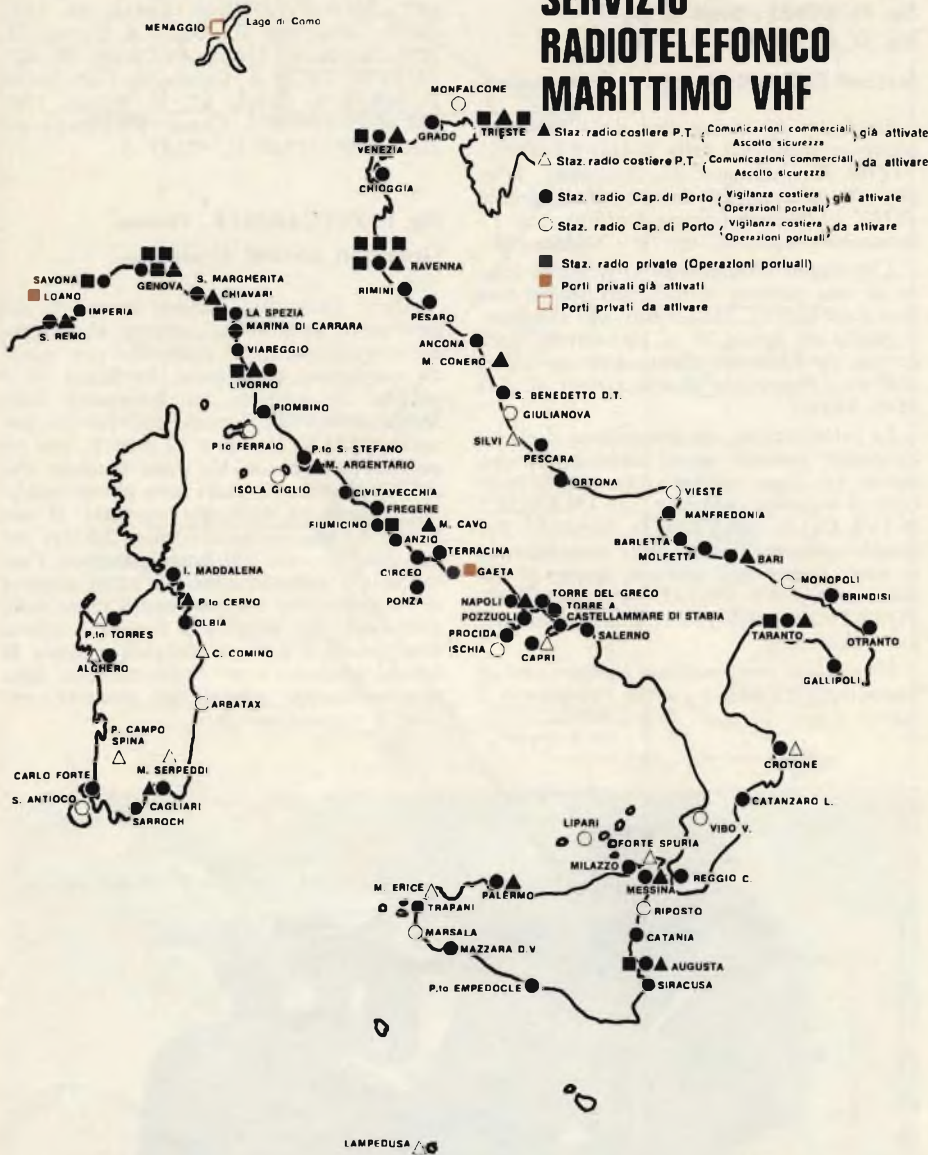 SERVIZIO
RADIOTELEFONICO
MARITTIMO VHF
Staz. radio costiere P.T. (Comunicazioni commerciali Ascolto sicurezza) già attivate
Staz. radio costiere P.T. (Comunicazioni commerciali Ascolto sicurezza) da attivare
Staz. radio Cap. di Porto (Vigilanza costiera Operazioni portuali) già attivate
Staz. radio Cap. di Porto (Vigilanza costiera Operazioni portuali) da attivare
Staz. radio private (Operazioni portuali)
Porti privati già attivati
Porti privati da attivare
MENAGGIO
Lago di Como
MONFALCONE
GRADO
TRIESTE
VENEZIA
CHIOGGIA
RAVENNA
RIMINI
PESARO
ANCONA
M. CONERO
S. BENEDETTO D.T.
GIULIANOVA
SILVI
PESCARA
ORTONA
VIESTE
MANFREDONIA
BARLETTA
MOLFETTA
BARI
MONOPOLI
BRINDISI
OTRANTO
TARANTO
GALLIPOLI
CROTONE
CATANZARO L.
VIBO V.
REGGIO C.
SAVONA
LOANO
IMPERIA
S. REMO
GENOVA
S. MARGHERITA
CHIAVARI
LA SPEZIA
MARINA DI CARRARA
VIAREGGIO
LIVORNO
PIOMBINO
P.to FERRAIO
P.to S. STEFANO
M. ARGENTARIO
ISOLA GIGLIO
CIVITAVECCHIA
FREGENE
FIUMICINO
M. CAVO
ANZIO
TERRACINA
CIRCEO
GAETA
PONZA
NAPOLI
TORRE DEL GRECO
TORRE A.
POZZUOLI
CASTELLAMMARE DI STABIA
PROCIDA
ISCHIA
CAPRI
SALERNO
I. MADDALENA
P.to CERVO
OLBIA
P.to TORRES
ALGHERO
C. COMINO
ARBATAX
P. CAMPO
SPINA
M. SERPEDDI
CARLO FORTE
S. ANTIOCO
CAGLIARI
SARROCH
LIPARI
FORTE SPURIA
MILAZZO
MESSINA
M. ERICE
TRAPANI
PALERMO
RIPOSTO
MARSALA
MAZZARA D.V
CATANIA
AUGUSTA
P.to EMPEDOCLE
SIRACUSA
LAMPEDUSA